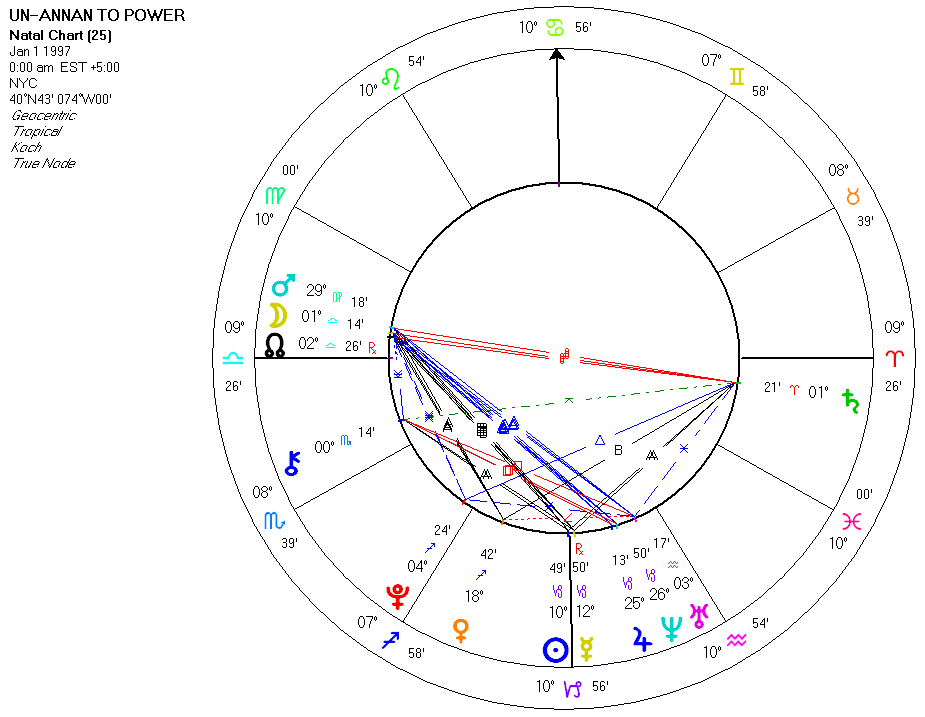 UN-ANNAN TO POWER
Natal Chart (25)
Jan 1 1997
0:00 am EST +5:00
NYC
40°N43' 074°W00'
Geocentric
Tropical
Koch
True Node
10° ♋ 56'
07° ♊ 58'
08° ♉ 39'
09° ♈ 26'
00' ♓ 10°
10° ♒ 54'
10° ♑ 56'
07° ♐ 58'
08° ♏ 39'
09° ♎ 26'
10° ♍ 00'
10° ♌ 54'
♂ 29° ♍ 18'
☽ 01° ♎ 14'
☊ 02° ♎ 26' ℞
♄ 01° ♈ 21'
⚷ 00° ♏ 14'
♇ 04° ♐ 24'
♀ 18° ♐ 42'
☉ 10° ♑ 49'
☿ 12° ♑ 50' ℞
♃ 25° ♑ 13'
♆ 26° ♑ 50'
♅ 03° ♒ 17'
B